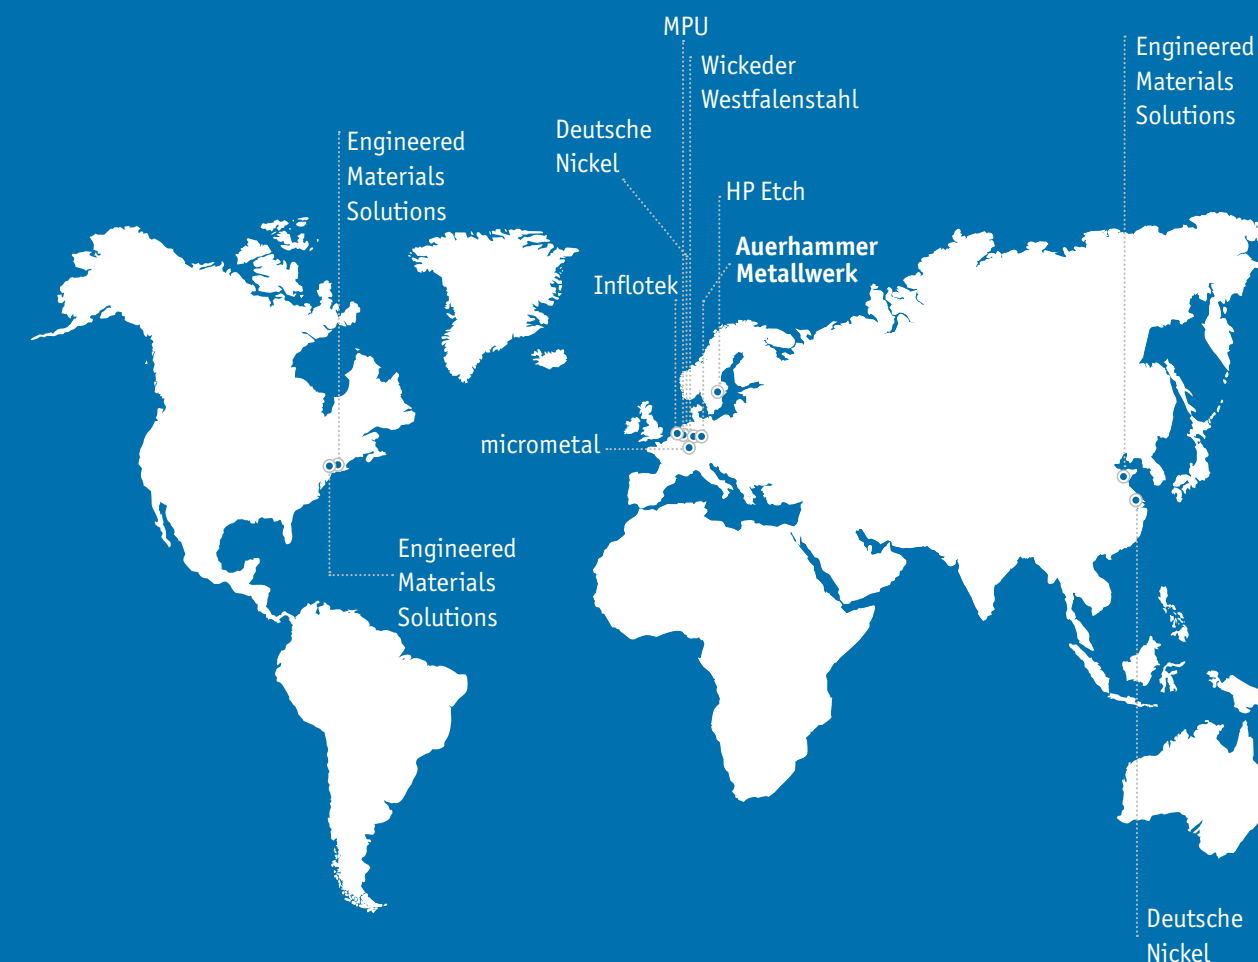 MPU
Wickeder
Westfalenstahl
Engineered
Materials
Solutions
Deutsche
Nickel
Engineered
Materials
Solutions
HP Etch
Auerhammer
Metallwerk
Inflotek
micrometal
Engineered
Materials
Solutions
Deutsche
Nickel